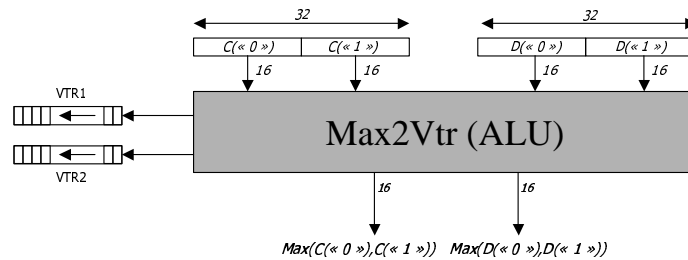 32 32
C(« 0 ») C(« 1 ») D(« 0 ») D(« 1 »)
16 16 16 16
VTR1
Max2Vtr (ALU)
VTR2
16 16
Max(C(« 0 »),C(« 1 »)) Max(D(« 0 »),D(« 1 »))